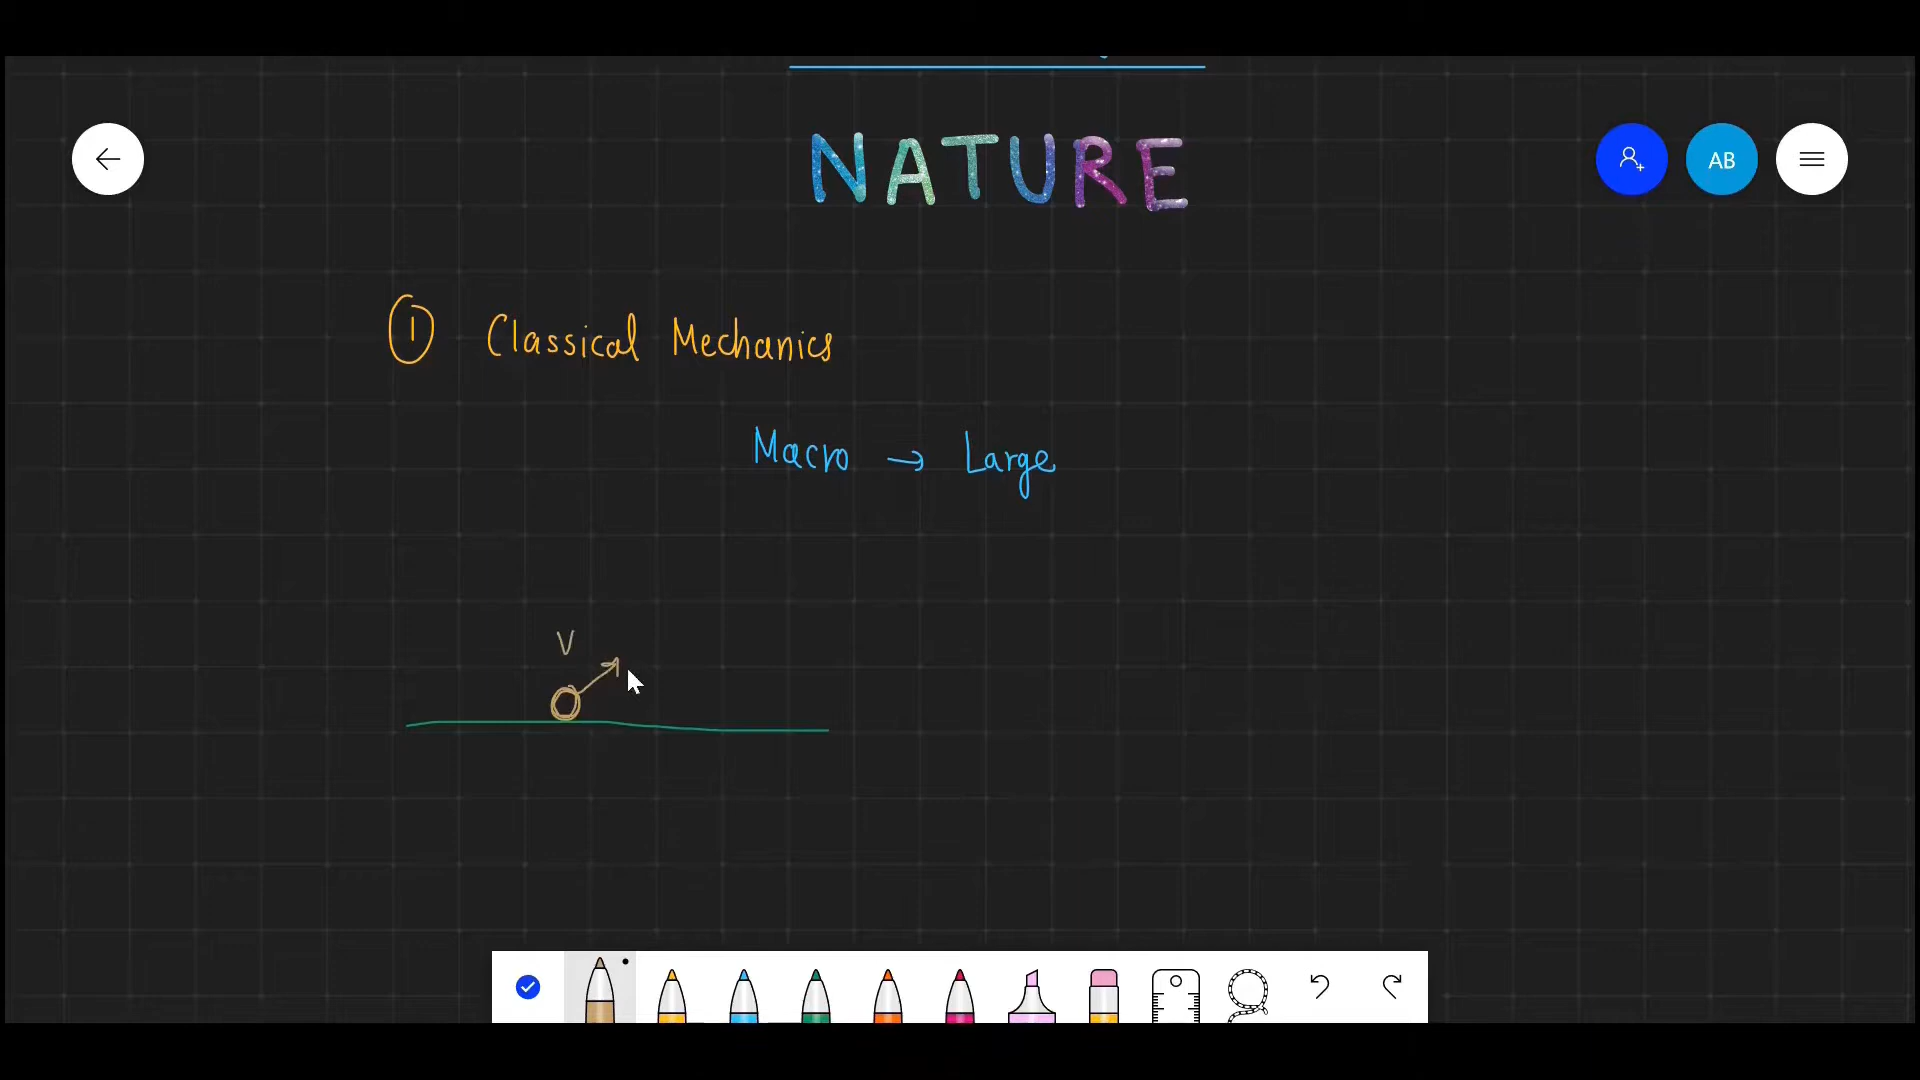 NATURE
AB
① Classical Mechanics
Macro → Large
V